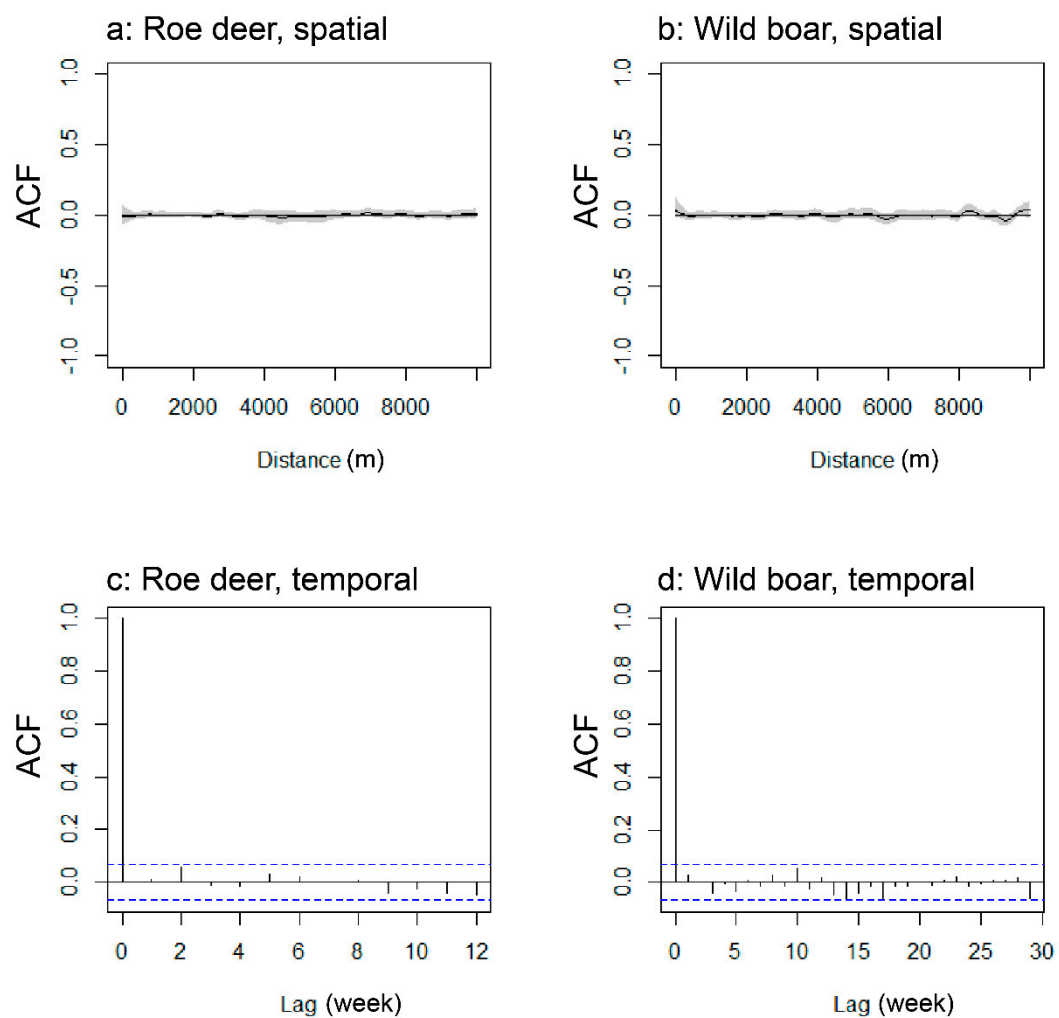 a: Roe deer, spatial
ACF
1.0
0.5
0.0
-0.5
-1.0
0 2000 4000 6000 8000
Distance (m)
b: Wild boar, spatial
ACF
1.0
0.5
0.0
-0.5
-1.0
0 2000 4000 6000 8000
Distance (m)
c: Roe deer, temporal
ACF
1.0
0.8
0.6
0.4
0.2
0.0
0 2 4 6 8 10 12
Lag (week)
d: Wild boar, temporal
ACF
1.0
0.8
0.6
0.4
0.2
0.0
0 5 10 15 20 25 30
Lag (week)